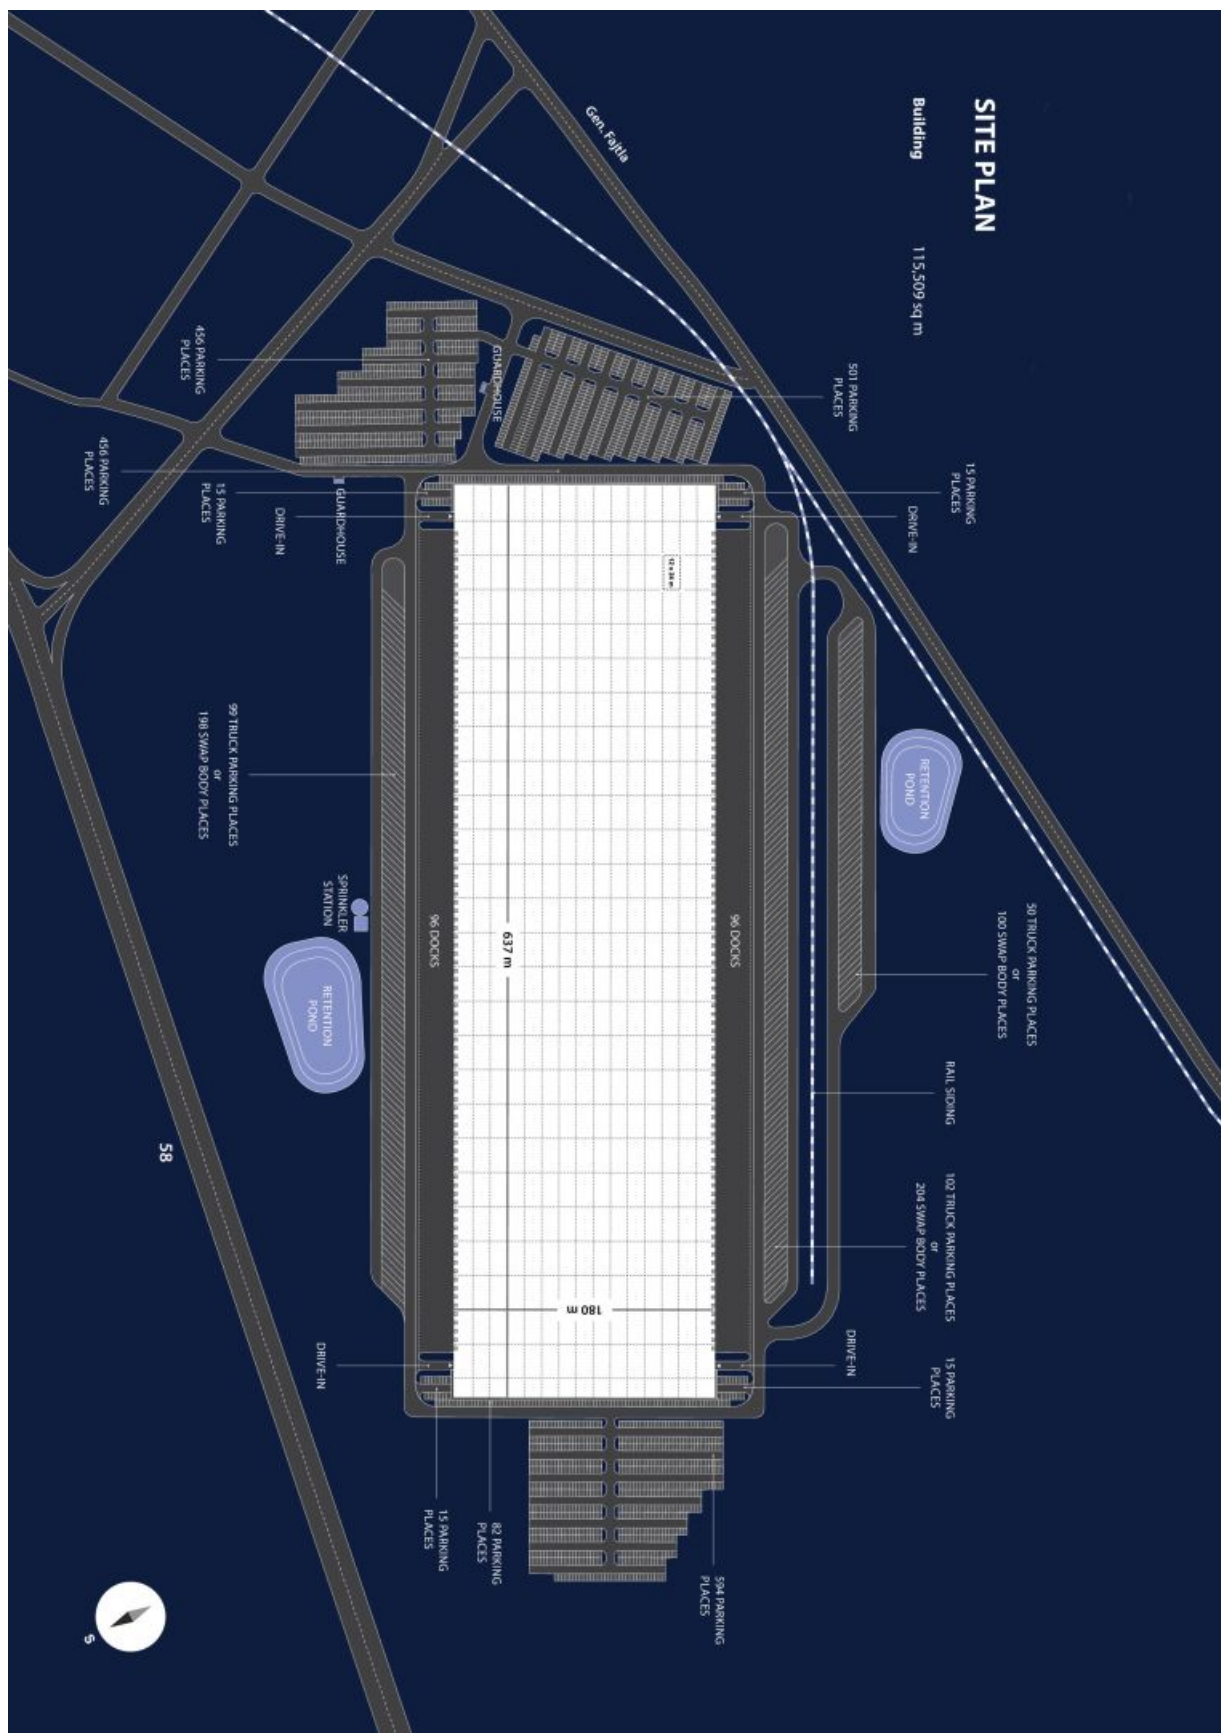 SITE PLAN
Building 115,509 sq m
Gen. Fajtla
501 PARKING
PLACES
15 PARKING
PLACES
DRIVE-IN
RETENTION
POND
50 TRUCK PARKING PLACES
or
100 SWAP BODY PLACES
RAIL SIDING
102 TRUCK PARKING PLACES
or
204 SWAP BODY PLACES
DRIVE-IN
15 PARKING
PLACES
96 DOCKS
12 x 24 m
637 m
180 m
96 DOCKS
GUARDHOUSE
456 PARKING
PLACES
456 PARKING
PLACES
15 PARKING
PLACES
DRIVE-IN
GUARDHOUSE
99 TRUCK PARKING PLACES
or
198 SWAP BODY PLACES
SPRINKLER
STATION
RETENTION
POND
58
DRIVE-IN
15 PARKING
PLACES
82 PARKING
PLACES
594 PARKING
PLACES
S